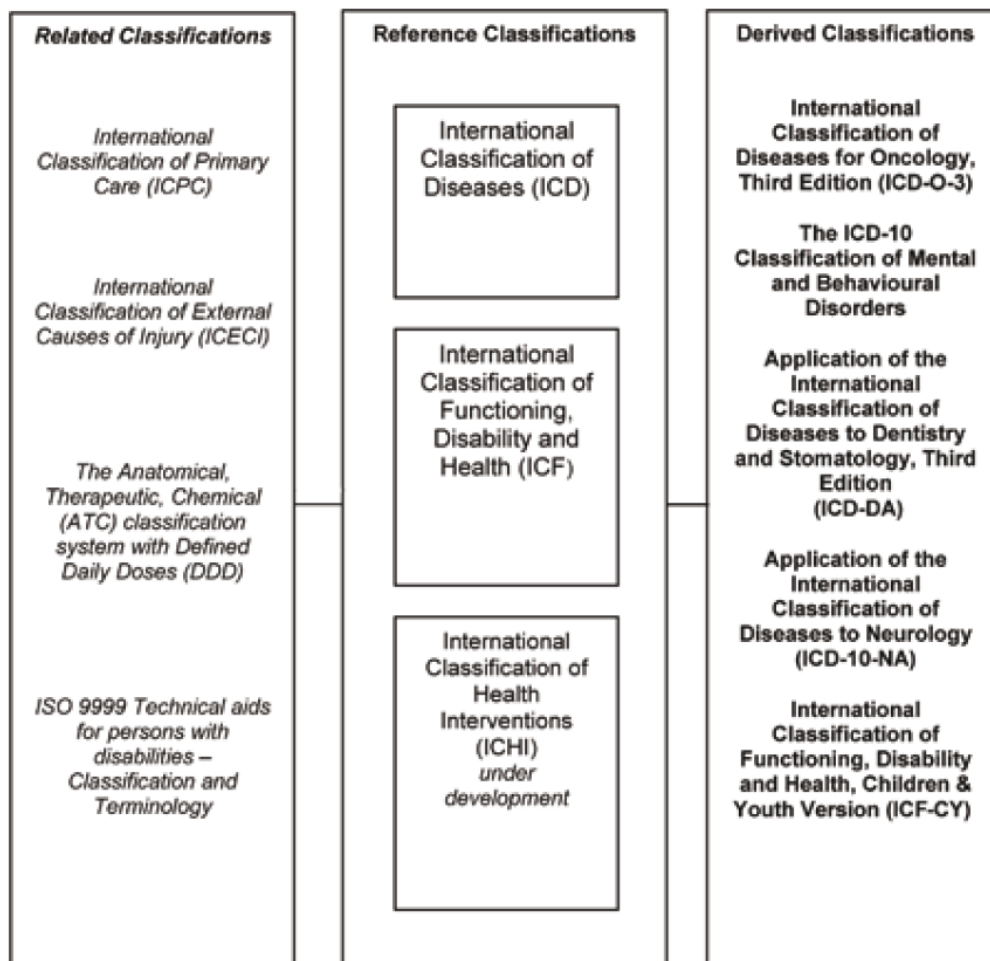 Related Classifications
International
Classification of Primary
Care (ICPC)
International
Classification of External
Causes of Injury (ICECI)
The Anatomical,
Therapeutic, Chemical
(ATC) classification
system with Defined
Daily Doses (DDD)
ISO 9999 Technical aids
for persons with
disabilities –
Classification and
Terminology
Reference Classifications
International
Classification of
Diseases (ICD)
International
Classification of
Functioning,
Disability and
Health (ICF)
International
Classification of
Health
Interventions
(ICHI)
under
development
Derived Classifications
International
Classification of
Diseases for Oncology,
Third Edition (ICD-O-3)
The ICD-10
Classification of Mental
and Behavioural
Disorders
Application of the
International
Classification of
Diseases to Dentistry
and Stomatology, Third
Edition
(ICD-DA)
Application of the
International
Classification of
Diseases to Neurology
(ICD-10-NA)
International
Classification of
Functioning, Disability
and Health, Children &
Youth Version (ICF-CY)